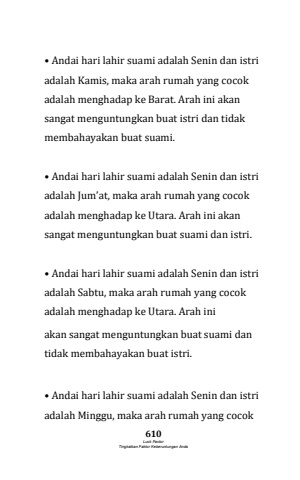 • Andai hari lahir suami adalah Senin dan istri
adalah Kamis, maka arah rumah yang cocok
adalah menghadap ke Barat. Arah ini akan
sangat menguntungkan buat istri dan tidak
membahayakan buat suami.
• Andai hari lahir suami adalah Senin dan istri
adalah Jum'at, maka arah rumah yang cocok
adalah menghadap ke Utara. Arah ini akan
sangat menguntungkan buat suami dan istri.
• Andai hari lahir suami adalah Senin dan istri
adalah Sabtu, maka arah rumah yang cocok
adalah menghadap ke Utara. Arah ini
akan sangat menguntungkan buat suami dan
tidak membahayakan buat istri.
• Andai hari lahir suami adalah Senin dan istri
adalah Minggu, maka arah rumah yang cocok
610
Luck Factor
Tingkatkan Faktor Keberuntungan Anda